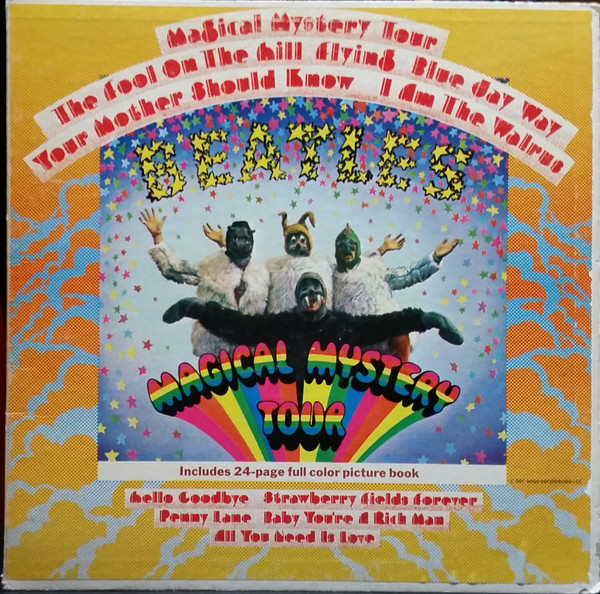 Magical Mystery Tour
The Fool On The Hill Flying Blue Jay Way
Your Mother Should Know I Am The Walrus
BEATLES
MAGICAL MYSTERY
TOUR
Includes 24-page full color picture book
Hello Goodbye Strawberry Fields Forever
Penny Lane Baby You're A Rich Man
All You Need Is Love